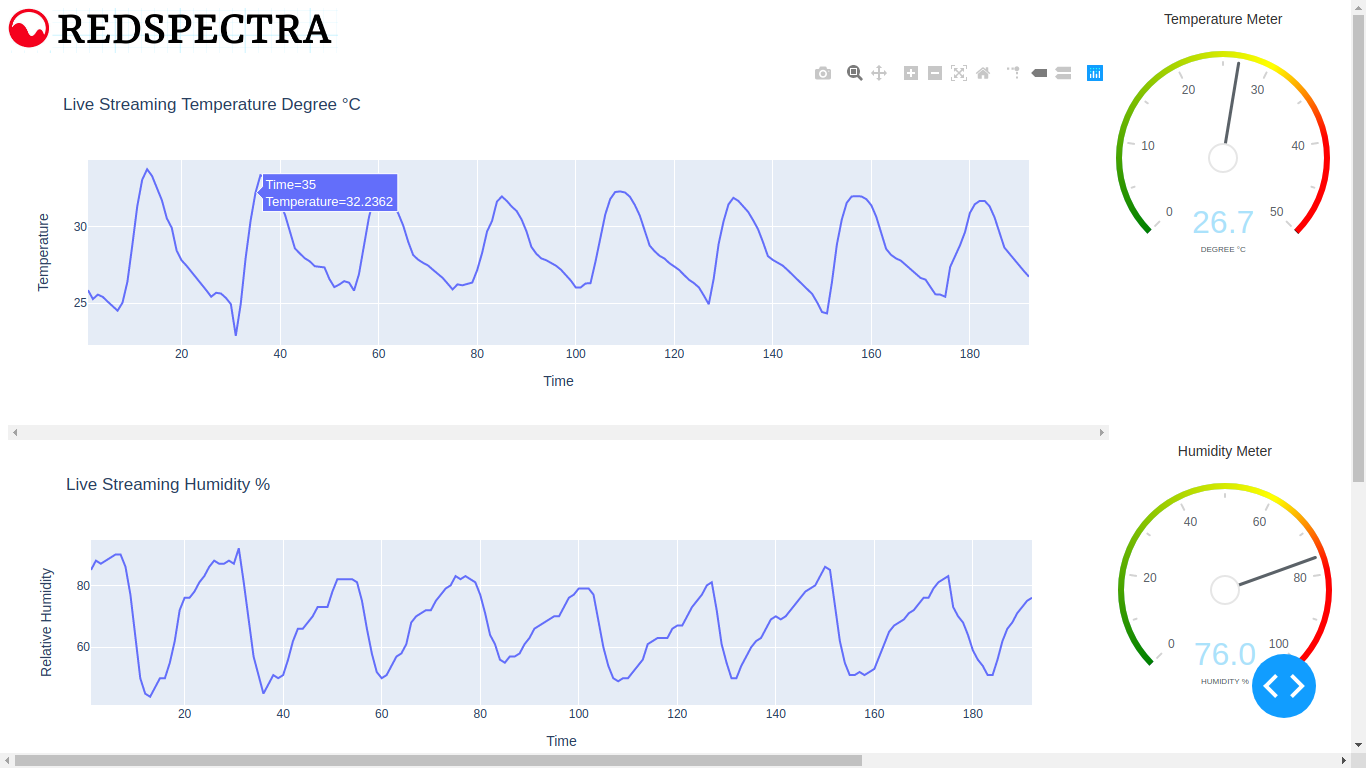 REDSPECTRA
Temperature Meter
Live Streaming Temperature Degree °C
Time=35
Temperature=32.2362
Temperature
30
25
20 40 60 80 100 120 140 160 180
Time
0 10 20 30 40 50
26.7
DEGREE °C
Humidity Meter
Live Streaming Humidity %
Relative Humidity
80
60
20 40 60 80 100 120 140 160 180
Time
0 20 40 60 80 100
76.0
HUMIDITY %